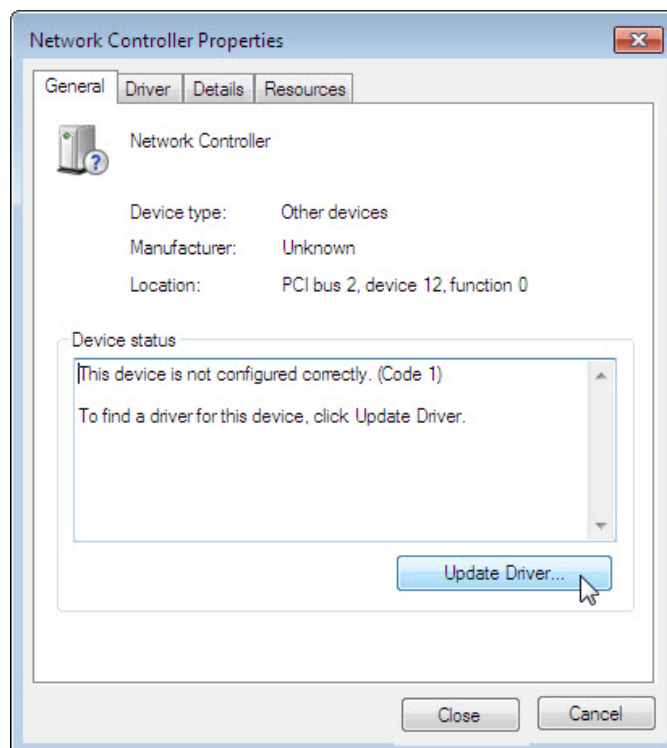 Network Controller Properties
General Driver Details Resources
Network Controller
Device type: Other devices
Manufacturer: Unknown
Location: PCI bus 2, device 12, function 0
Device status
This device is not configured correctly. (Code 1)
To find a driver for this device, click Update Driver.
Update Driver...
Close Cancel